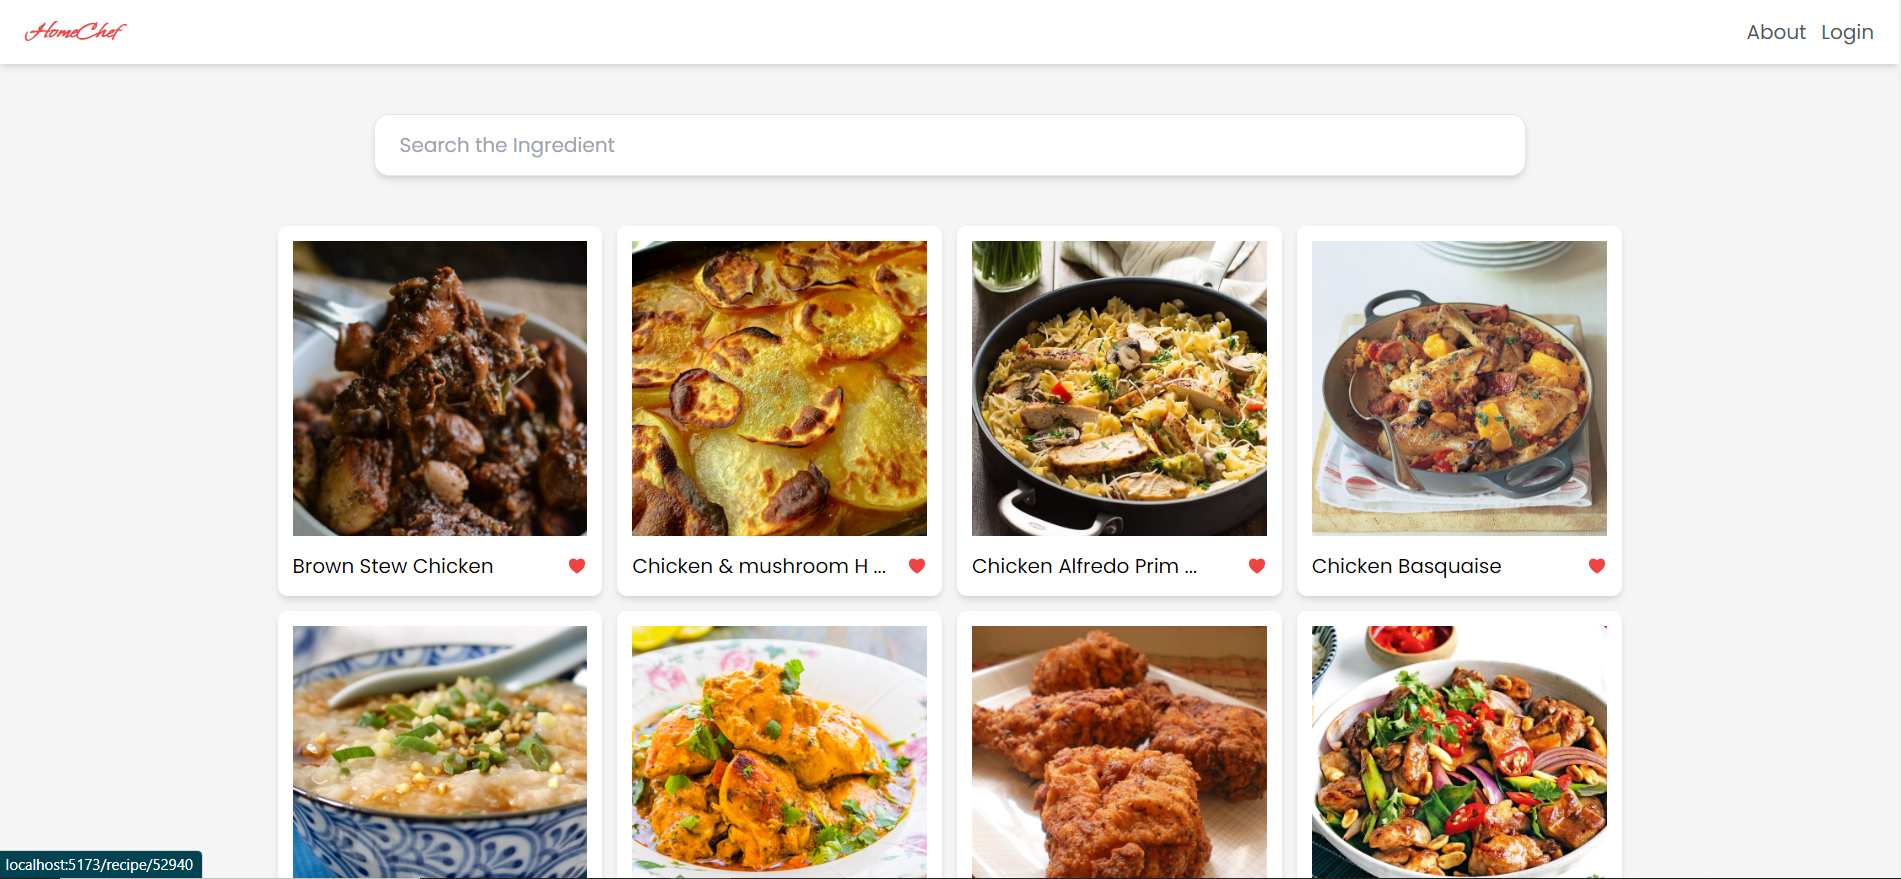 HomeChef
About Login
Search the Ingredient
Brown Stew Chicken
Chicken & mushroom H ...
Chicken Alfredo Prim ...
Chicken Basquaise
localhost:5173/recipe/52940